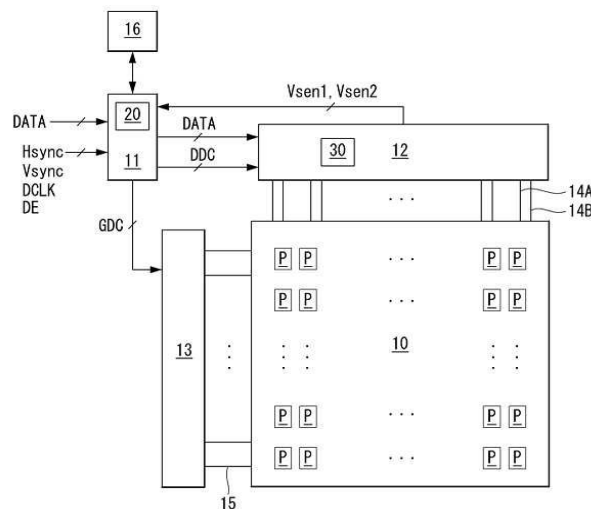 16
Vsen1, Vsen2
DATA
20
DATA
30
12
Hsync
11
DDC
Vsync
DCLK
DE
14A
...
14B
GDC
P P ... P P
P P ... P P
13
10
P P ... P P
P P ... P P
15